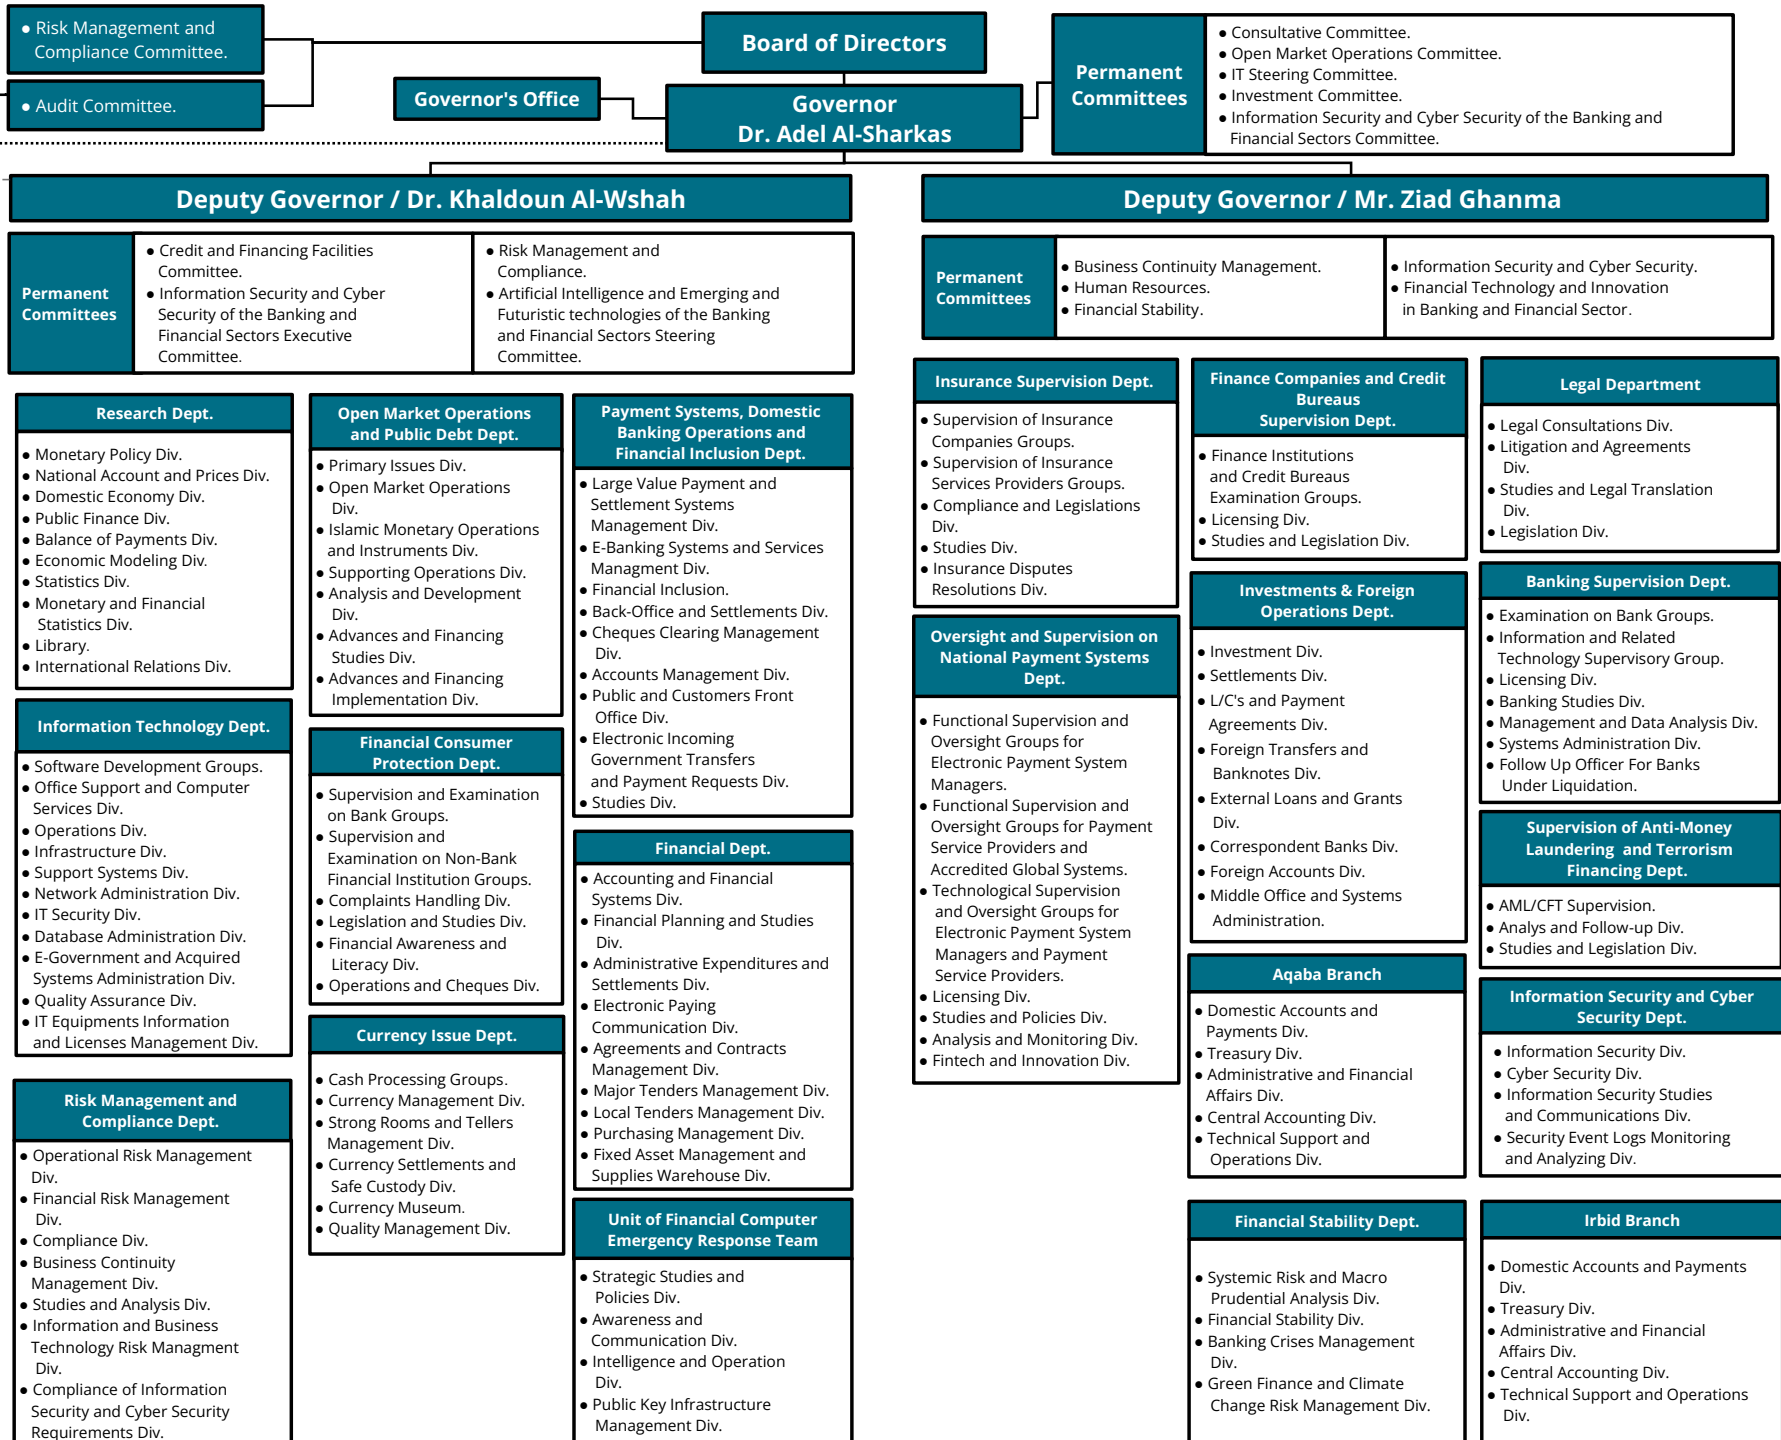 ● Risk Management and
Compliance Committee.
● Audit Committee.
Board of Directors
Governor's Office
Governor
Dr. Adel Al-Sharkas
Permanent
Committees
● Consultative Committee.
● Open Market Operations Committee.
● IT Steering Committee.
● Investment Committee.
● Information Security and Cyber Security of the Banking and
Financial Sectors Committee.
Deputy Governor / Dr. Khaldoun Al-Wshah
Permanent
Committees
● Credit and Financing Facilities
Committee.
● Information Security and Cyber
Security of the Banking and
Financial Sectors Executive
Committee.
● Risk Management and
Compliance.
● Artificial Intelligence and Emerging and
Futuristic technologies of the Banking
and Financial Sectors Steering
Committee.
Research Dept.
● Monetary Policy Div.
● National Account and Prices Div.
● Domestic Economy Div.
● Public Finance Div.
● Balance of Payments Div.
● Economic Modeling Div.
● Statistics Div.
● Monetary and Financial
Statistics Div.
● Library.
● International Relations Div.
Information Technology Dept.
● Software Development Groups.
● Office Support and Computer
Services Div.
● Operations Div.
● Infrastructure Div.
● Support Systems Div.
● Network Administration Div.
● IT Security Div.
● Database Administration Div.
● E-Government and Acquired
Systems Administration Div.
● Quality Assurance Div.
● IT Equipments Information
and Licenses Management Div.
Risk Management and
Compliance Dept.
● Operational Risk Management
Div.
● Financial Risk Management
Div.
● Compliance Div.
● Business Continuity
Management Div.
● Studies and Analysis Div.
● Information and Business
Technology Risk Managment
Div.
● Compliance of Information
Security and Cyber Security
Requirements Div.
Open Market Operations
and Public Debt Dept.
● Primary Issues Div.
● Open Market Operations
Div.
● Islamic Monetary Operations
and Instruments Div.
● Supporting Operations Div.
● Analysis and Development
Div.
● Advances and Financing
Studies Div.
● Advances and Financing
Implementation Div.
Financial Consumer
Protection Dept.
● Supervision and Examination
on Bank Groups.
● Supervision and
Examination on Non-Bank
Financial Institution Groups.
● Complaints Handling Div.
● Legislation and Studies Div.
● Financial Awareness and
Literacy Div.
● Operations and Cheques Div.
Currency Issue Dept.
● Cash Processing Groups.
● Currency Management Div.
● Strong Rooms and Tellers
Management Div.
● Currency Settlements and
Safe Custody Div.
● Currency Museum.
● Quality Management Div.
Payment Systems, Domestic
Banking Operations and
Financial Inclusion Dept.
● Large Value Payment and
Settlement Systems
Management Div.
● E-Banking Systems and Services
Managment Div.
● Financial Inclusion.
● Back-Office and Settlements Div.
● Cheques Clearing Management
Div.
● Accounts Management Div.
● Public and Customers Front
Office Div.
● Electronic Incoming
Government Transfers
and Payment Requests Div.
● Studies Div.
Financial Dept.
● Accounting and Financial
Systems Div.
● Financial Planning and Studies
Div.
● Administrative Expenditures and
Settlements Div.
● Electronic Paying
Communication Div.
● Agreements and Contracts
Management Div.
● Major Tenders Management Div.
● Local Tenders Management Div.
● Purchasing Management Div.
● Fixed Asset Management and
Supplies Warehouse Div.
Unit of Financial Computer
Emergency Response Team
● Strategic Studies and
Policies Div.
● Awareness and
Communication Div.
● Intelligence and Operation
Div.
● Public Key Infrastructure
Management Div.
Deputy Governor / Mr. Ziad Ghanma
Permanent
Committees
● Business Continuity Management.
● Human Resources.
● Financial Stability.
● Information Security and Cyber Security.
● Financial Technology and Innovation
in Banking and Financial Sector.
Insurance Supervision Dept.
● Supervision of Insurance
Companies Groups.
● Supervision of Insurance
Services Providers Groups.
● Compliance and Legislations
Div.
● Studies Div.
● Insurance Disputes
Resolutions Div.
Oversight and Supervision on
National Payment Systems
Dept.
● Functional Supervision and
Oversight Groups for
Electronic Payment System
Managers.
● Functional Supervision and
Oversight Groups for Payment
Service Providers and
Accredited Global Systems.
● Technological Supervision
and Oversight Groups for
Electronic Payment System
Managers and Payment
Service Providers.
● Licensing Div.
● Studies and Policies Div.
● Analysis and Monitoring Div.
● Fintech and Innovation Div.
Finance Companies and Credit
Bureaus
Supervision Dept.
● Finance Institutions
and Credit Bureaus
Examination Groups.
● Licensing Div.
● Studies and Legislation Div.
Investments & Foreign
Operations Dept.
● Investment Div.
● Settlements Div.
● L/C's and Payment
Agreements Div.
● Foreign Transfers and
Banknotes Div.
● External Loans and Grants
Div.
● Correspondent Banks Div.
● Foreign Accounts Div.
● Middle Office and Systems
Administration.
Aqaba Branch
● Domestic Accounts and
Payments Div.
● Treasury Div.
● Administrative and Financial
Affairs Div.
● Central Accounting Div.
● Technical Support and
Operations Div.
Financial Stability Dept.
● Systemic Risk and Macro
Prudential Analysis Div.
● Financial Stability Div.
● Banking Crises Management
Div.
● Green Finance and Climate
Change Risk Management Div.
Legal Department
● Legal Consultations Div.
● Litigation and Agreements
Div.
● Studies and Legal Translation
Div.
● Legislation Div.
Banking Supervision Dept.
● Examination on Bank Groups.
● Information and Related
Technology Supervisory Group.
● Licensing Div.
● Banking Studies Div.
● Management and Data Analysis Div.
● Systems Administration Div.
● Follow Up Officer For Banks
Under Liquidation.
Supervision of Anti-Money
Laundering and Terrorism
Financing Dept.
● AML/CFT Supervision.
● Analys and Follow-up Div.
● Studies and Legislation Div.
Information Security and Cyber
Security Dept.
● Information Security Div.
● Cyber Security Div.
● Information Security Studies
and Communications Div.
● Security Event Logs Monitoring
and Analyzing Div.
Irbid Branch
● Domestic Accounts and Payments
Div.
● Treasury Div.
● Administrative and Financial
Affairs Div.
● Central Accounting Div.
● Technical Support and Operations
Div.